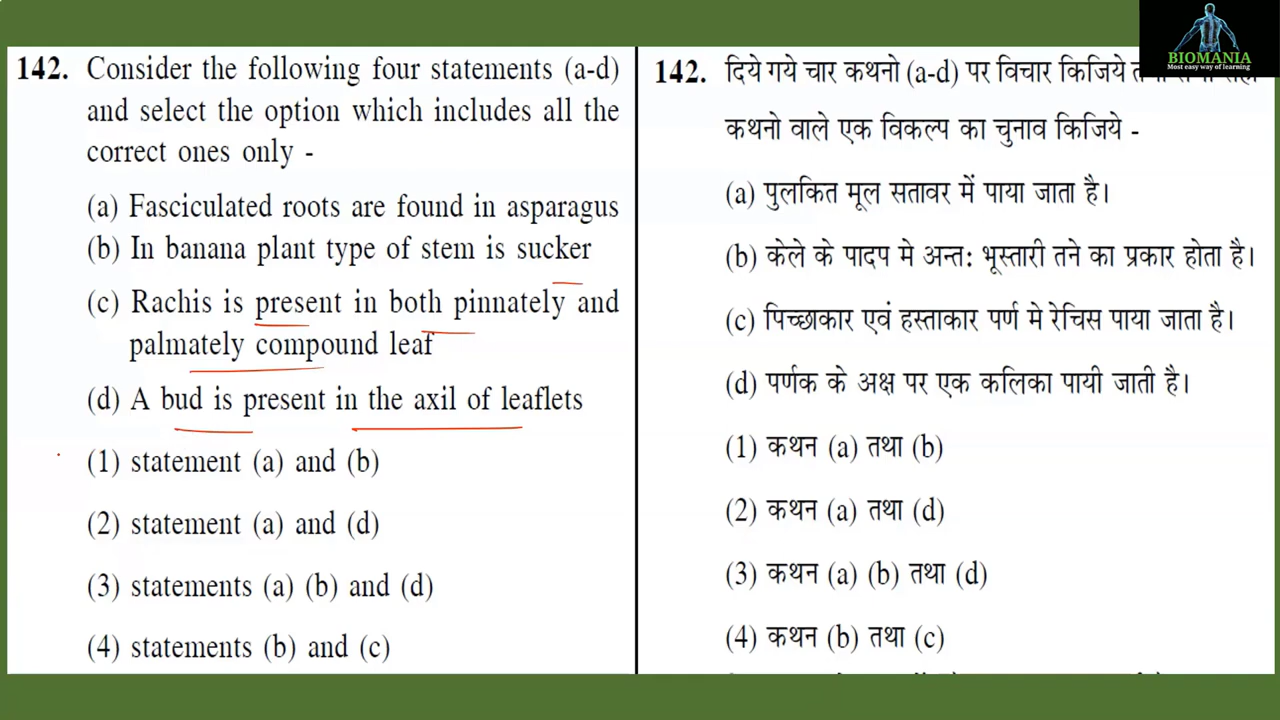 BIOMANIA
Most easy way of learning
142. Consider the following four statements (a-d)
and select the option which includes all the
correct ones only -
(a) Fasciculated roots are found in asparagus
(b) In banana plant type of stem is sucker
(c) Rachis is present in both pinnately and
palmately compound leaf
(d) A bud is present in the axil of leaflets
(1) statement (a) and (b)
(2) statement (a) and (d)
(3) statements (a) (b) and (d)
(4) statements (b) and (c)
142. दिये गये चार कथनो (a-d) पर विचार किजिये
कथनो वाले एक विकल्प का चुनाव किजिये -
(a) पुलकित मूल सतावर में पाया जाता है।
(b) केले के पादप मे अन्तः भूस्तारी तने का प्रकार होता है।
(c) पिच्छाकार एवं हस्ताकार पर्ण मे रेचिस पाया जाता है।
(d) पर्णक के अक्ष पर एक कलिका पायी जाती है।
(1) कथन (a) तथा (b)
(2) कथन (a) तथा (d)
(3) कथन (a) (b) तथा (d)
(4) कथन (b) तथा (c)